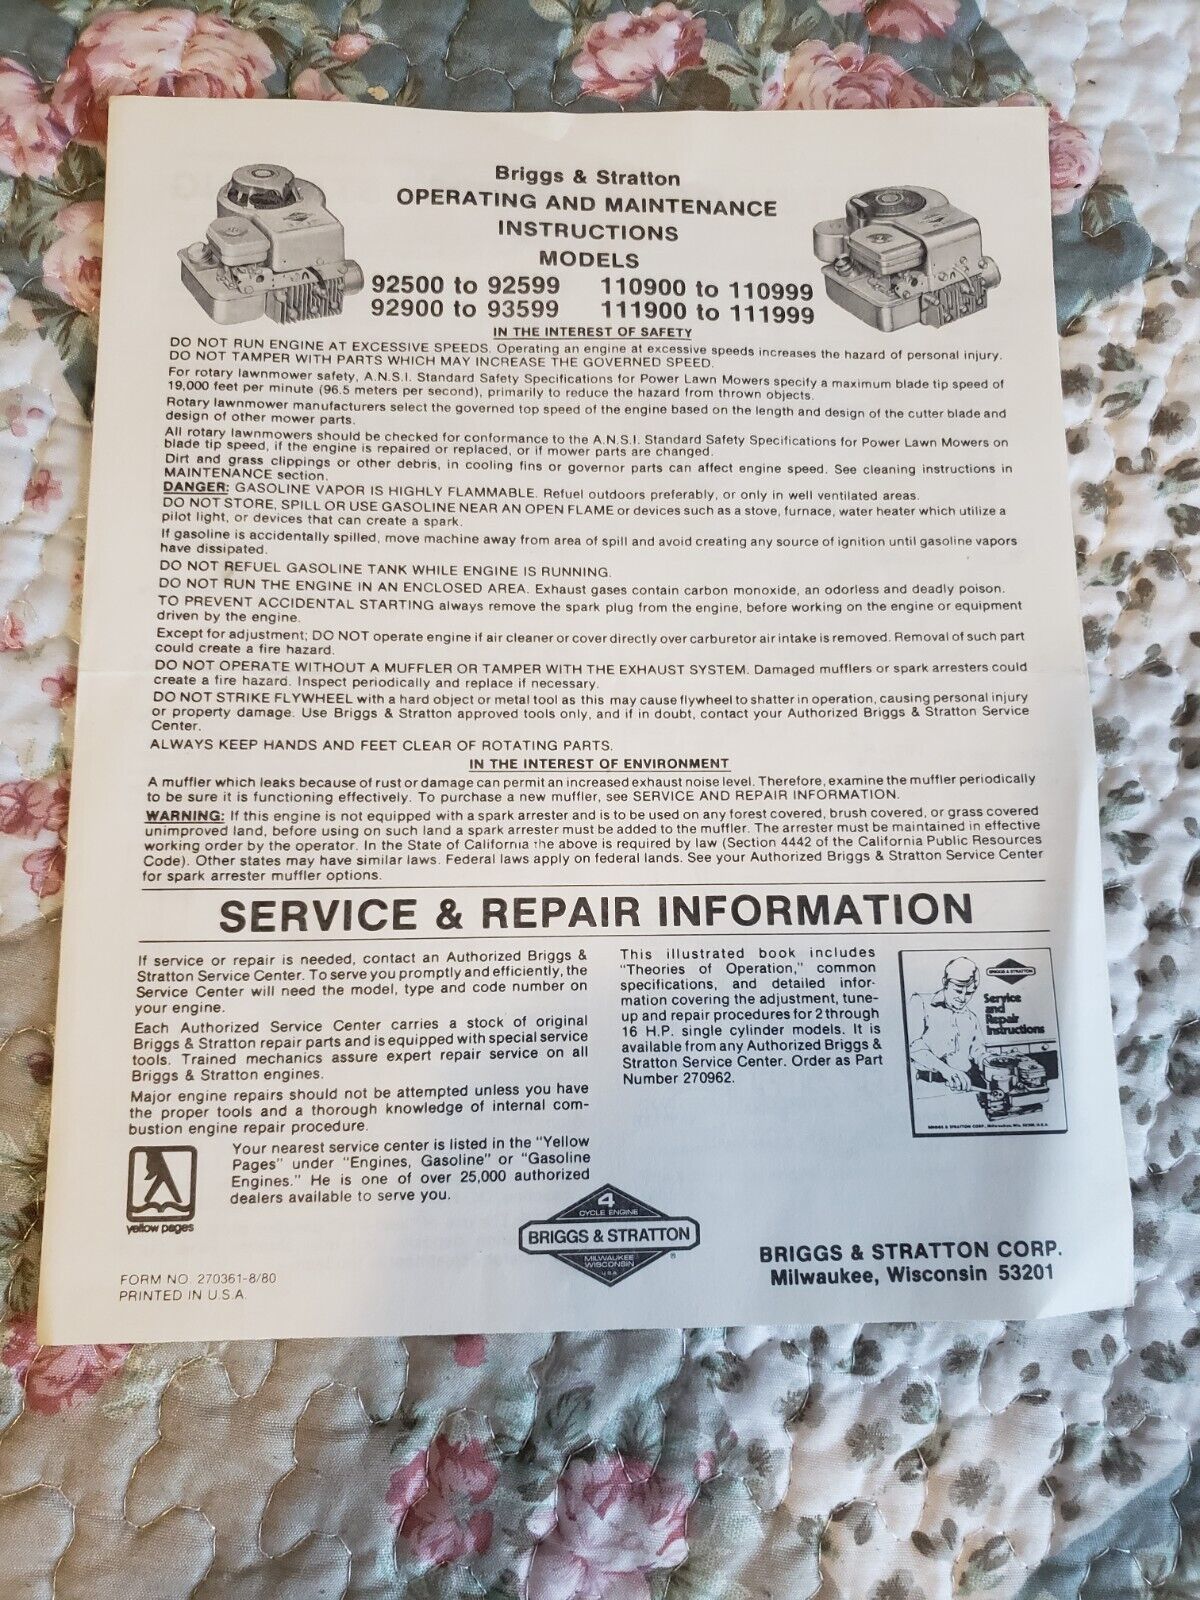 Briggs & Stratton
OPERATING AND MAINTENANCE
INSTRUCTIONS
MODELS
92500 to 92599 110900 to 110999
92900 to 93599 111900 to 111999
IN THE INTEREST OF SAFETY
DO NOT RUN ENGINE AT EXCESSIVE SPEEDS. Operating an engine at excessive speeds increases the hazard of personal injury.
DO NOT TAMPER WITH PARTS WHICH MAY INCREASE THE GOVERNED SPEED.
For rotary lawnmower safety, A.N.S.I. Standard Safety Specifications for Power Lawn Mowers specify a maximum blade tip speed of
19,000 feet per minute (96.5 meters per second), primarily to reduce the hazard from thrown objects.
Rotary lawnmower manufacturers select the governed top speed of the engine based on the length and design of the cutter blade and
design of other mower parts.
All rotary lawnmowers should be checked for conformance to the A.N.S.I. Standard Safety Specifications for Power Lawn Mowers on
blade tip speed, if the engine is repaired or replaced, or if mower parts are changed.
Dirt and grass clippings or other debris, in cooling fins or governor parts can affect engine speed. See cleaning instructions in
MAINTENANCE section.
DANGER: GASOLINE VAPOR IS HIGHLY FLAMMABLE. Refuel outdoors preferably, or only in well ventilated areas.
DO NOT STORE, SPILL OR USE GASOLINE NEAR AN OPEN FLAME or devices such as a stove, furnace, water heater which utilize a
pilot light, or devices that can create a spark.
If gasoline is accidentally spilled, move machine away from area of spill and avoid creating any source of ignition until gasoline vapors
have dissipated.
DO NOT REFUEL GASOLINE TANK WHILE ENGINE IS RUNNING.
DO NOT RUN THE ENGINE IN AN ENCLOSED AREA. Exhaust gases contain carbon monoxide, an odorless and deadly poison.
TO PREVENT ACCIDENTAL STARTING always remove the spark plug from the engine, before working on the engine or equipment
driven by the engine.
Except for adjustment; DO NOT operate engine if air cleaner or cover directly over carburetor air intake is removed. Removal of such part
could create a fire hazard.
DO NOT OPERATE WITHOUT A MUFFLER OR TAMPER WITH THE EXHAUST SYSTEM. Damaged mufflers or spark arresters could
create a fire hazard. Inspect periodically and replace if necessary.
DO NOT STRIKE FLYWHEEL with a hard object or metal tool as this may cause flywheel to shatter in operation, causing personal injury
or property damage. Use Briggs & Stratton approved tools only, and if in doubt, contact your Authorized Briggs & Stratton Service
Center.
ALWAYS KEEP HANDS AND FEET CLEAR OF ROTATING PARTS.
IN THE INTEREST OF ENVIRONMENT
A muffler which leaks because of rust or damage can permit an increased exhaust noise level. Therefore, examine the muffler periodically
to be sure it is functioning effectively. To purchase a new muffler, see SERVICE AND REPAIR INFORMATION.
WARNING: If this engine is not equipped with a spark arrester and is to be used on any forest covered, brush covered, or grass covered
unimproved land, before using on such land a spark arrester must be added to the muffler. The arrester must be maintained in effective
working order by the operator. In the State of California the above is required by law (Section 4442 of the California Public Resources
Code). Other states may have similar laws. Federal laws apply on federal lands. See your Authorized Briggs & Stratton Service Center
for spark arrester muffler options.
SERVICE & REPAIR INFORMATION
If service or repair is needed, contact an Authorized Briggs &
Stratton Service Center. To serve you promptly and efficiently, the
Service Center will need the model, type and code number on
your engine.
Each Authorized Service Center carries a stock of original
Briggs & Stratton repair parts and is equipped with special service
tools. Trained mechanics assure expert repair service on all
Briggs & Stratton engines.
Major engine repairs should not be attempted unless you have
the proper tools and a thorough knowledge of internal com-
bustion engine repair procedure.
Your nearest service center is listed in the "Yellow
Pages" under "Engines, Gasoline" or "Gasoline
Engines." He is one of over 25,000 authorized
dealers available to serve you.
yellow pages
This illustrated book includes
"Theories of Operation," common
specifications, and detailed infor-
mation covering the adjustment, tune-
up and repair procedures for 2 through
16 H.P. single cylinder models. It is
available from any Authorized Briggs &
Stratton Service Center. Order as Part
Number 270962.
BRIGGS & STRATTON
Service
and
Repair
Instructions
BRIGGS & STRATTON CORP., Milwaukee, Wis. 53201, U.S.A.
4
CYCLE ENGINE
BRIGGS & STRATTON
®
MILWAUKEE
WISCONSIN
U.S.A.
BRIGGS & STRATTON CORP.
Milwaukee, Wisconsin 53201
FORM NO. 270361-8/80
PRINTED IN U.S.A.